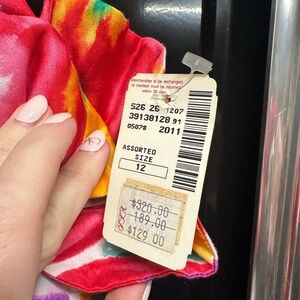 merchandise to be exchanged
or credited must be returned
within 30 days
526 26 1207
39138128 91
05078 2011
ASSORTED
SIZE
12
$320.00
189.00
$129.00